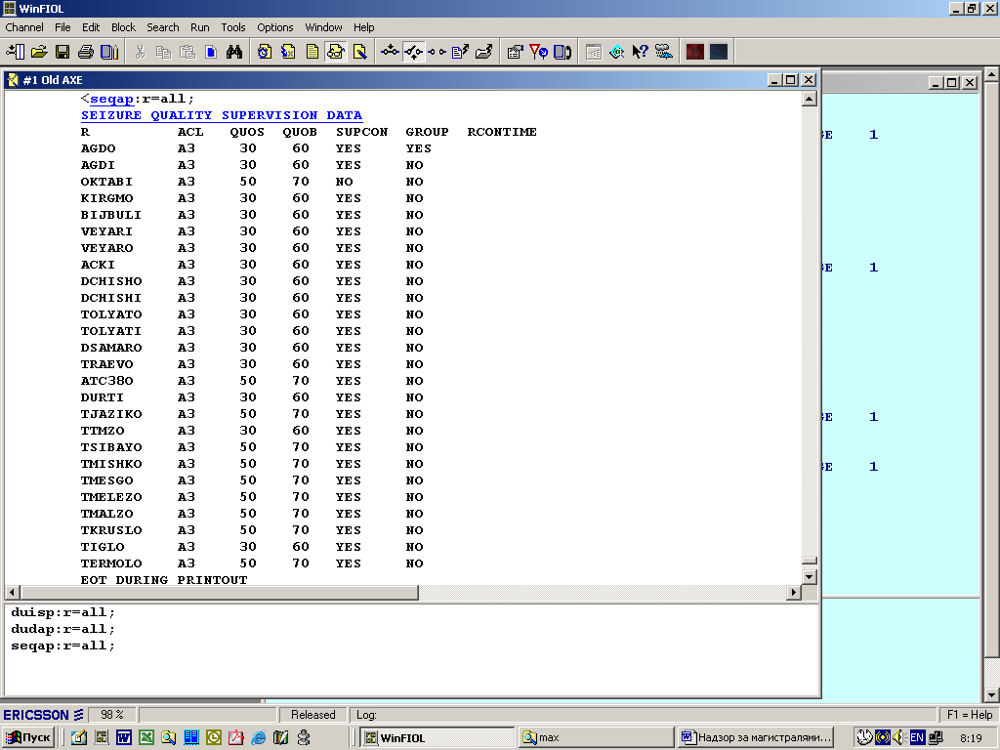 WinFIOL
Channel File Edit Block Search Run Tools Options Window Help
#1 Old AXE
<seqap:r=all;
SEIZURE QUALITY SUPERVISION DATA
R ACL QUOS QUOB SUPCON GROUP RCONTIME
AGDO A3 30 60 YES YES
AGDI A3 30 60 YES NO
OKTABI A3 50 70 NO NO
KIRGMO A3 30 60 YES NO
BIJBULI A3 30 60 YES NO
VEYARI A3 30 60 YES NO
VEYARO A3 30 60 YES NO
ACKI A3 30 60 YES NO
DCHISHO A3 30 60 YES NO
DCHISHI A3 30 60 YES NO
TOLYATO A3 30 60 YES NO
TOLYATI A3 30 60 YES NO
DSAMARO A3 30 60 YES NO
TRAEVO A3 30 60 YES NO
ATC38O A3 50 70 YES NO
DURTI A3 30 60 YES NO
TJAZIKO A3 50 70 YES NO
TTMZO A3 30 60 YES NO
TSIBAYO A3 50 70 YES NO
TMISHKO A3 50 70 YES NO
TMESGO A3 50 70 YES NO
TMELEZO A3 50 70 YES NO
TMALZO A3 50 70 YES NO
TKRUSLO A3 50 70 YES NO
TIGLO A3 30 60 YES NO
TERMOLO A3 50 70 YES NO
EOT DURING PRINTOUT
GE 1
GE 1
GE 1
GE 1
duisp:r=all;
dudap:r=all;
seqap:r=all;
ERICSSON 98 % Released Log: F1 = Help
Пуск WinFIOL max Надзор за магистралями... EN 8:19